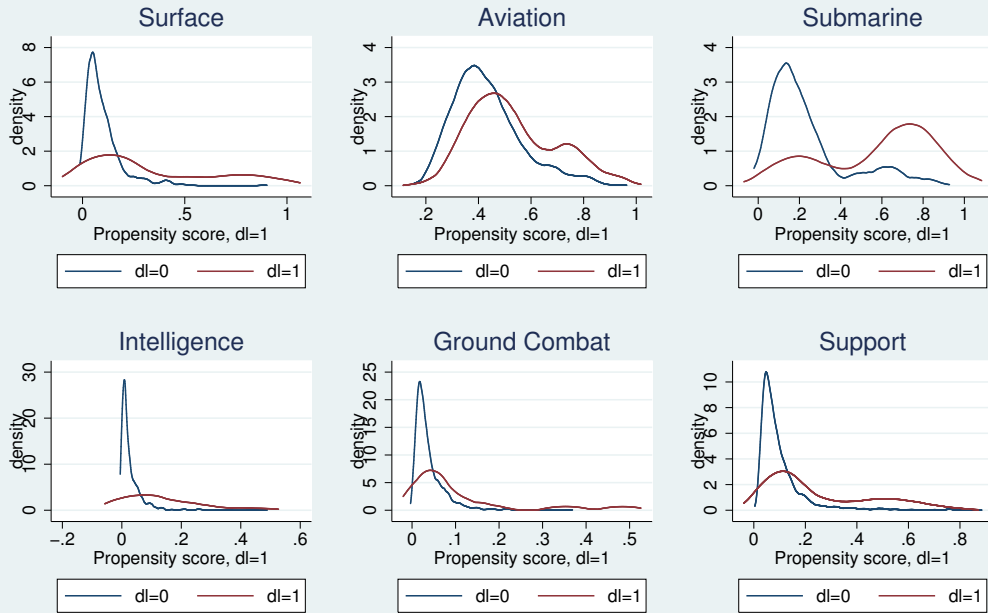 Surface
Aviation
Submarine
density
0 2 4 6 8
0 .5 1
Propensity score, dl=1
dl=0 dl=1
density
0 1 2 3 4
.2 .4 .6 .8 1
Propensity score, dl=1
dl=0 dl=1
density
0 1 2 3 4
0 .2 .4 .6 .8 1
Propensity score, dl=1
dl=0 dl=1
Intelligence
Ground Combat
Support
density
0 10 20 30
-.2 0 .2 .4 .6
Propensity score, dl=1
dl=0 dl=1
density
0 5 10 15 20 25
0 .1 .2 .3 .4 .5
Propensity score, dl=1
dl=0 dl=1
density
0 2 4 6 8 10
0 .2 .4 .6 .8
Propensity score, dl=1
dl=0 dl=1